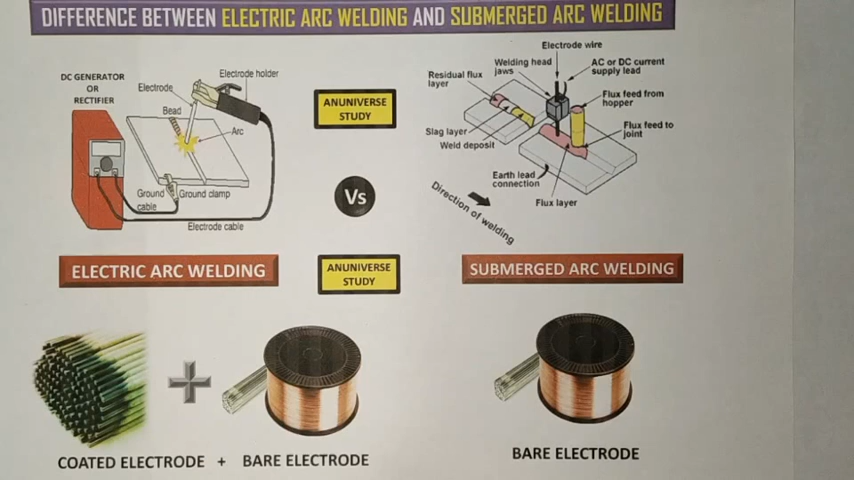 DIFFERENCE BETWEEN ELECTRIC ARC WELDING AND SUBMERGED ARC WELDING
DC GENERATOR
OR
RECTIFIER
Electrode
Electrode holder
Bead
Arc
Ground
cable
Ground clamp
Electrode cable
ANUNIVERSE
STUDY
Vs
Electrode wire
Welding head
jaws
AC or DC current
supply lead
Residual flux
layer
Flux feed from
hopper
Flux feed to
joint
Slag layer
Weld deposit
Earth lead
connection
Flux layer
Direction of welding
ELECTRIC ARC WELDING
ANUNIVERSE
STUDY
SUBMERGED ARC WELDING
COATED ELECTRODE + BARE ELECTRODE
BARE ELECTRODE